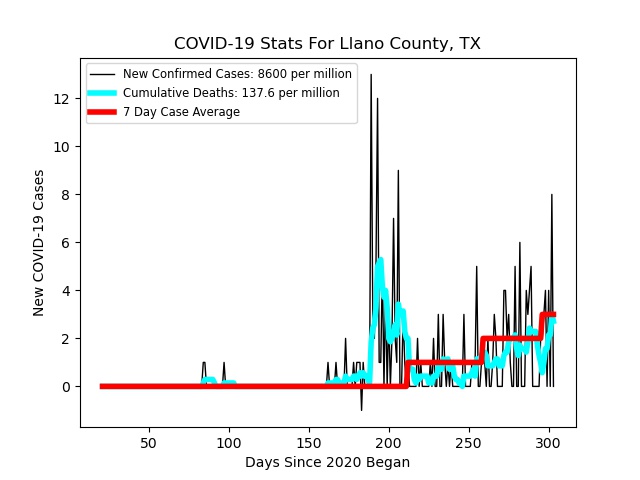 COVID-19 Stats For Llano County, TX
New Confirmed Cases: 8600 per million
Cumulative Deaths: 137.6 per million
7 Day Case Average
New COVID-19 Cases
12
10
8
6
4
2
0
50 100 150 200 250 300
Days Since 2020 Began